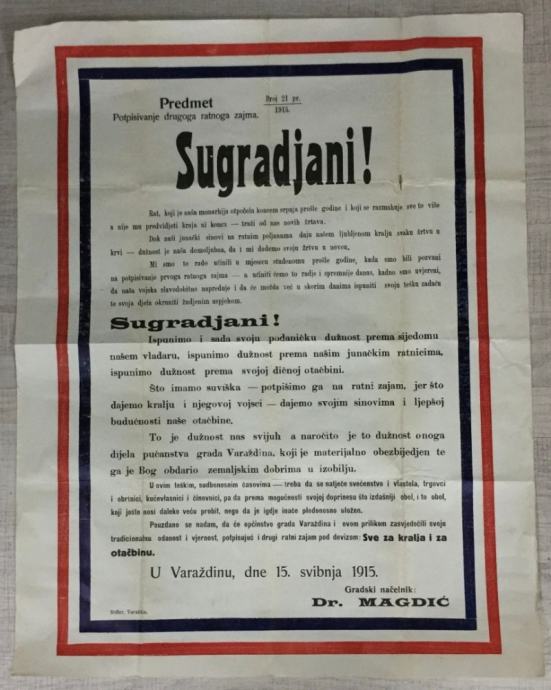 Predmet
Potpisivanje drugoga ratnoga zajma.
Broj 21 pr.
1915.
Sugradjani!
Rat, koji je naša monarhija otpočela koncem srpnja prošle godine i koji se razmahuje sve to više
a nije mu predvidjeti kraja ni konca — traži od nas novih žrtava.
Dok naši junački sinovi na ratnim poljanama daju našem ljubljenom kralju svaku žrtvu u
krvi — dužnost je naša domoljubna, da i mi dademo svoju žrtvu u novcu.
Mi smo to rado učinili u mjesecu studenome prošle godine, kada smo bili pozvani
na potpisivanje prvoga ratnoga zajma — a učiniti ćemo to radje i spremnije danas, kadno smo uvjereni,
da naša vojska slavodobitno napreduje i da će možda već u skorim danima ispuniti svoju tešku zadaću
te svoja djela okruniti žudjenim uspjehom.
Sugradjani!
Ispunimo i sada svoju podaničku dužnost prema sijedomu
našem vladaru, ispunimo dužnost prema našim junačkim ratnicima,
ispunimo dužnost prema svojoj dičnoj otačbini.
Što imamo suviška — potpišimo ga na ratni zajam, jer što
dajemo kralju i njegovoj vojsci — dajemo svojim sinovima i ljepšoj
budućnosti naše otačbine.
To je dužnost nas svijuh a naročito je to dužnost onoga
dijela pučanstva grada Varaždina, koji je materijalno obezbijedjen te
ga je Bog obdario zemaljskim dobrima u izobilju.
U ovim teškim, sudbonosnim časovima — treba da se natječe svećenstvo i vlastela, trgovci
i obrtnici, kućevlasnici i činovnici, pa da prema mogućnosti svojoj doprinesu što izdašniji obol, i to obol,
koji jošte nosi daleko veću probit, nego da je igdje inače plodonosno uložen.
Pouzdano se nadam, da će općinstvo grada Varaždina i ovom prilikom zasvjedočiti svoju
tradicionalnu odanost i vjernost, potpisujuć i drugi ratni zajam pod devizom: Sve za kralja i za
otačbinu.
U Varaždinu, dne 15. svibnja 1915.
Gradski načelnik:
Dr. MAGDIĆ
Stifler, Varaždin.